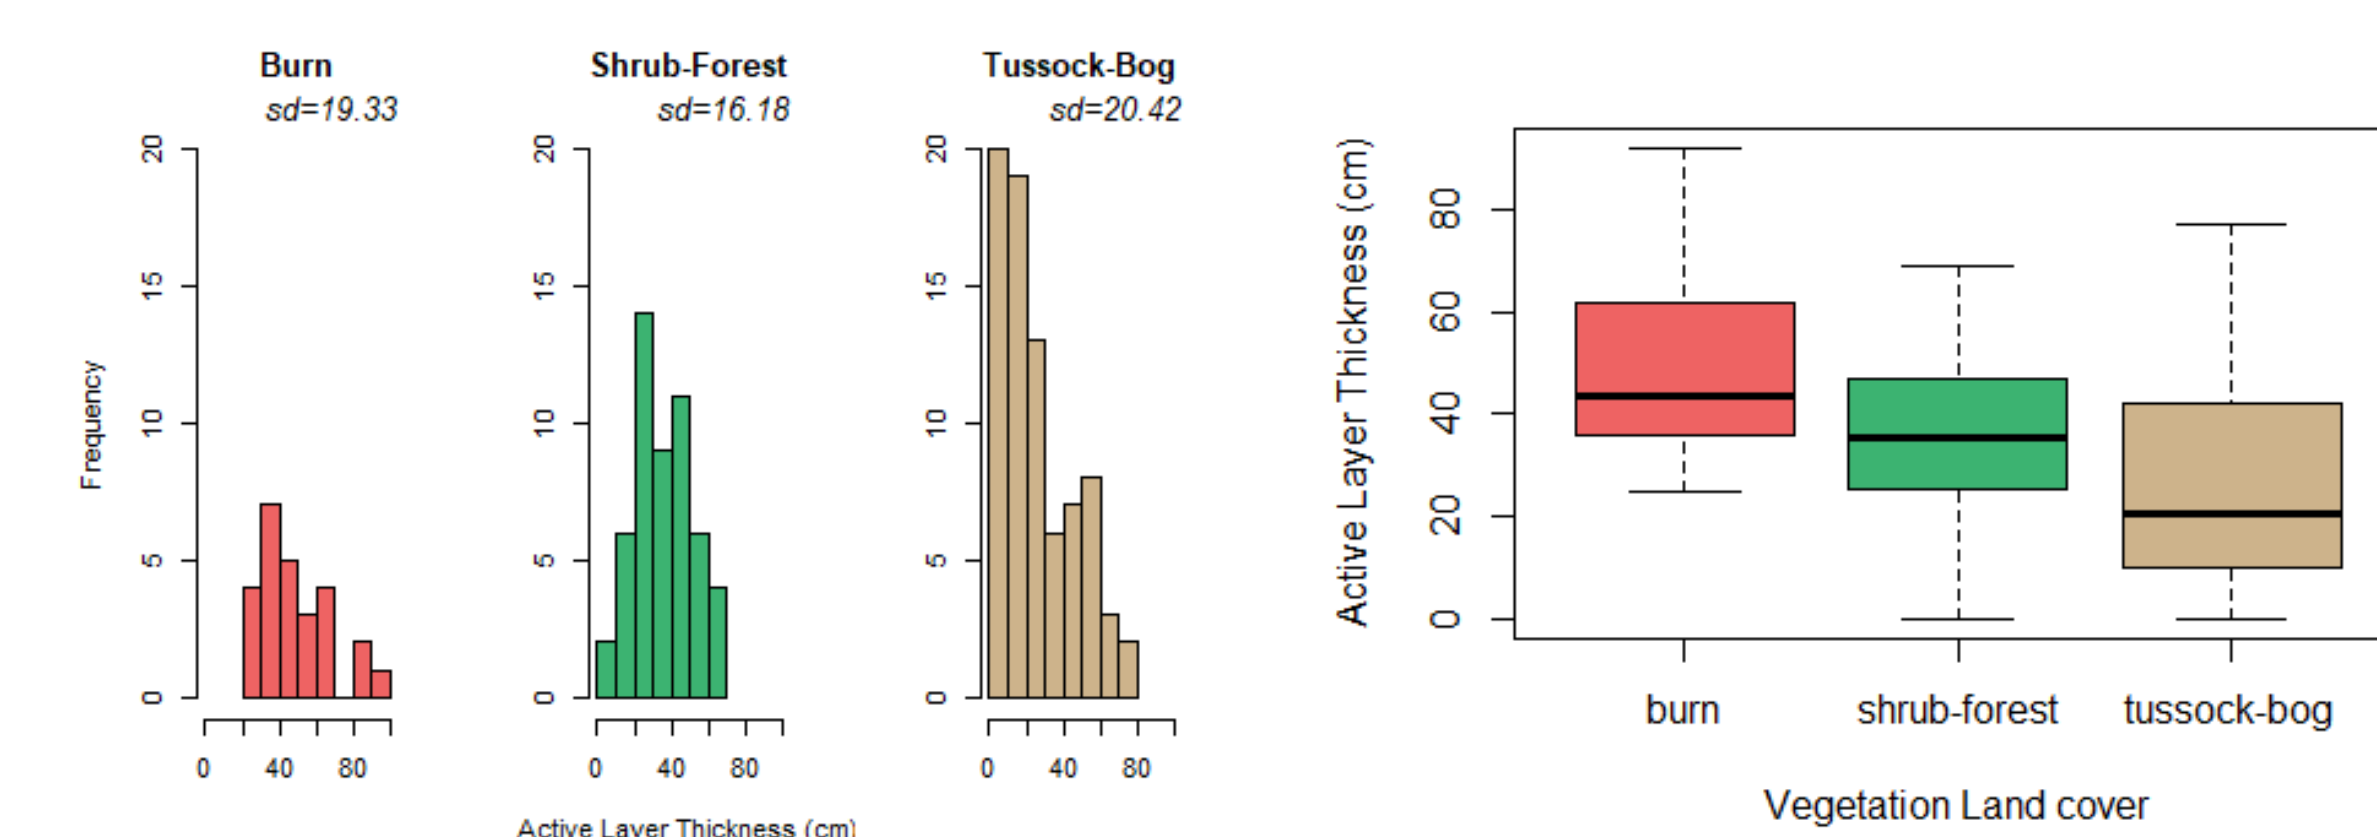 Burn
sd=19.33
Shrub-Forest
sd=16.18
Tussock-Bog
sd=20.42
Frequency
20
15
10
5
0
0 40 80
20
15
10
5
0
0 40 80
20
15
10
5
0
0 40 80
Active Layer Thickness (cm)
Active Layer Thickness (cm)
80
60
40
20
0
burn shrub-forest tussock-bog
Vegetation Land cover